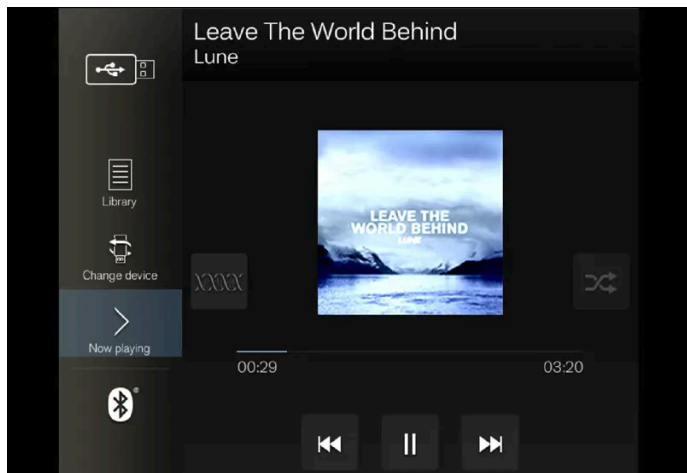 Leave The World Behind
Lune
Library
Change device
Now playing
LEAVE THE
WORLD BEHIND
LUNE
00:29
03:20